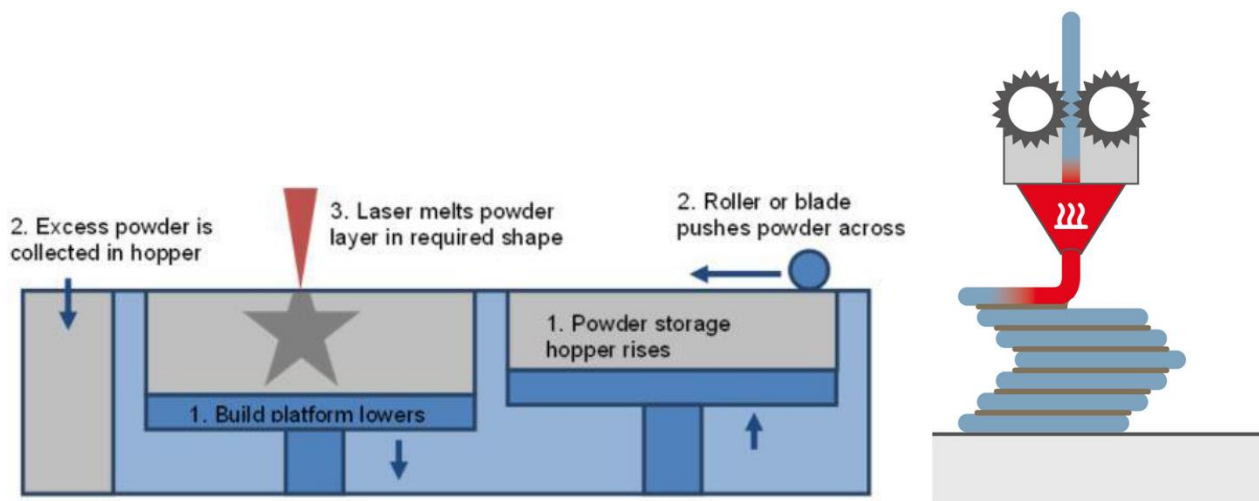 2. Excess powder is
collected in hopper
3. Laser melts powder
layer in required shape
2. Roller or blade
pushes powder across
1. Powder storage
hopper rises
1. Build platform lowers